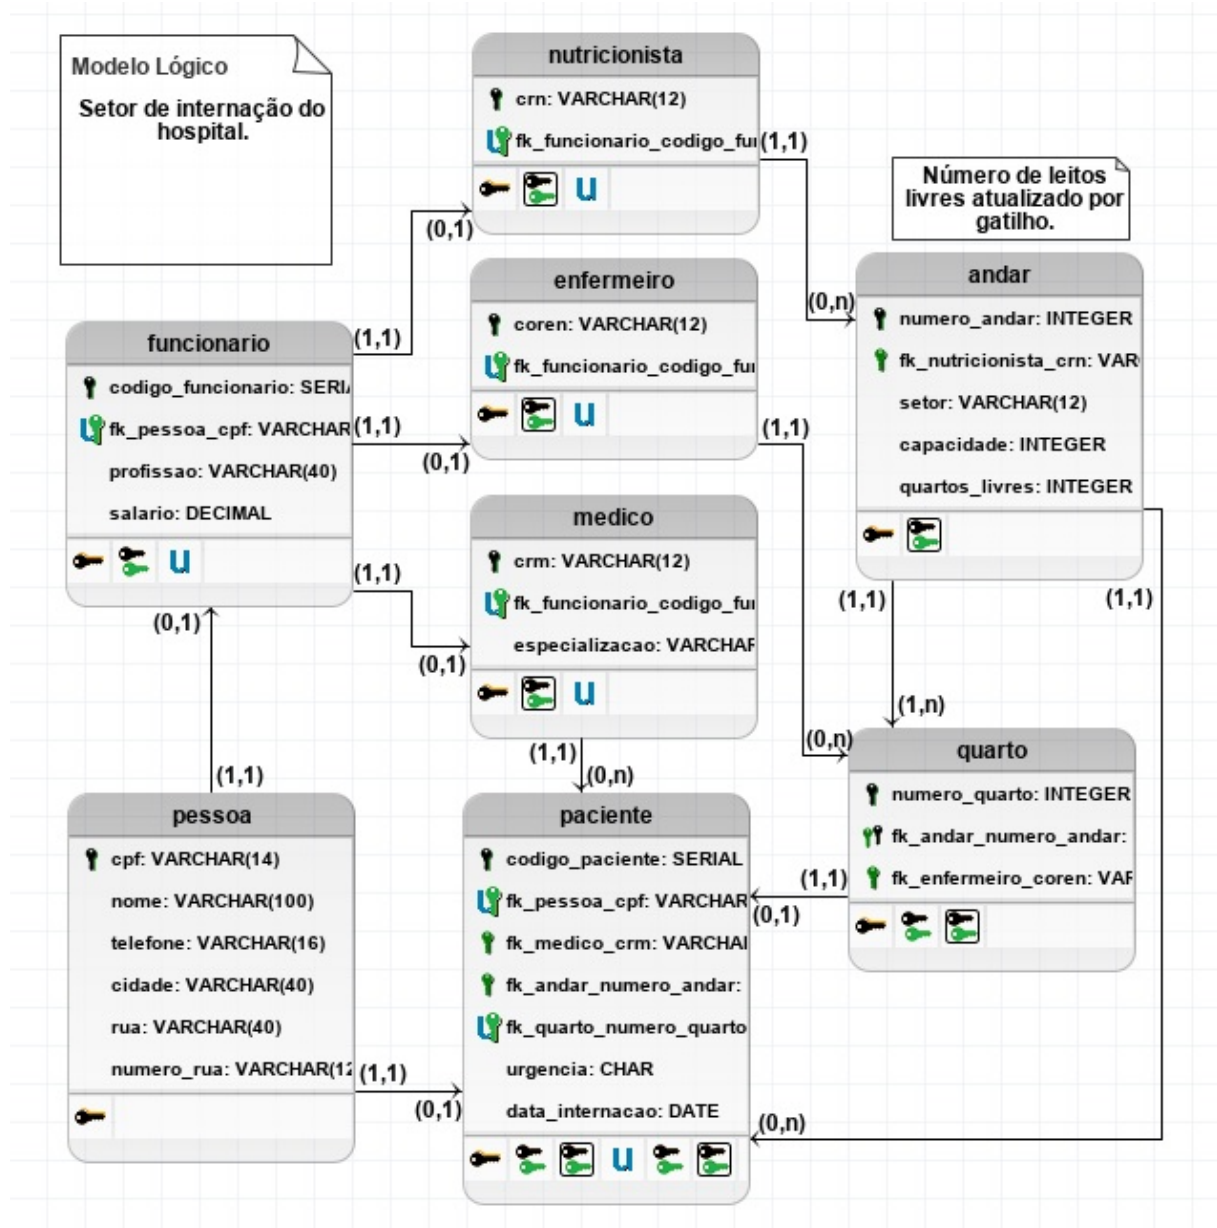 Modelo Lógico
Setor de internação do
hospital.
nutricionista
crn: VARCHAR(12)
fk_funcionario_codigo_fu
(1,1)
(0,1)
Número de leitos
livres atualizado por
gatilho.
enfermeiro
coren: VARCHAR(12)
fk_funcionario_codigo_fu
(1,1)
(0,1)
andar
(0,n)
numero_andar: INTEGER
fk_nutricionista_crn: VAR
setor: VARCHAR(12)
capacidade: INTEGER
quartos_livres: INTEGER
(1,1)
(1,1)
funcionario
(1,1)
codigo_funcionario: SERI
fk_pessoa_cpf: VARCHAR
(1,1)
profissao: VARCHAR(40)
salario: DECIMAL
(1,1)
(0,1)
medico
crm: VARCHAR(12)
fk_funcionario_codigo_fu
especializacao: VARCHAR
(0,1)
(1,1)
(0,n)
(1,n)
(0,n)
quarto
numero_quarto: INTEGER
fk_andar_numero_andar:
fk_enfermeiro_coren: VAR
(1,1)
(0,1)
(1,1)
pessoa
cpf: VARCHAR(14)
nome: VARCHAR(100)
telefone: VARCHAR(16)
cidade: VARCHAR(40)
rua: VARCHAR(40)
numero_rua: VARCHAR(12
(1,1)
(0,1)
paciente
codigo_paciente: SERIAL
fk_pessoa_cpf: VARCHAR
fk_medico_crm: VARCHA
fk_andar_numero_andar:
fk_quarto_numero_quarto
urgencia: CHAR
data_internacao: DATE
(0,n)
u
u
u
u
u